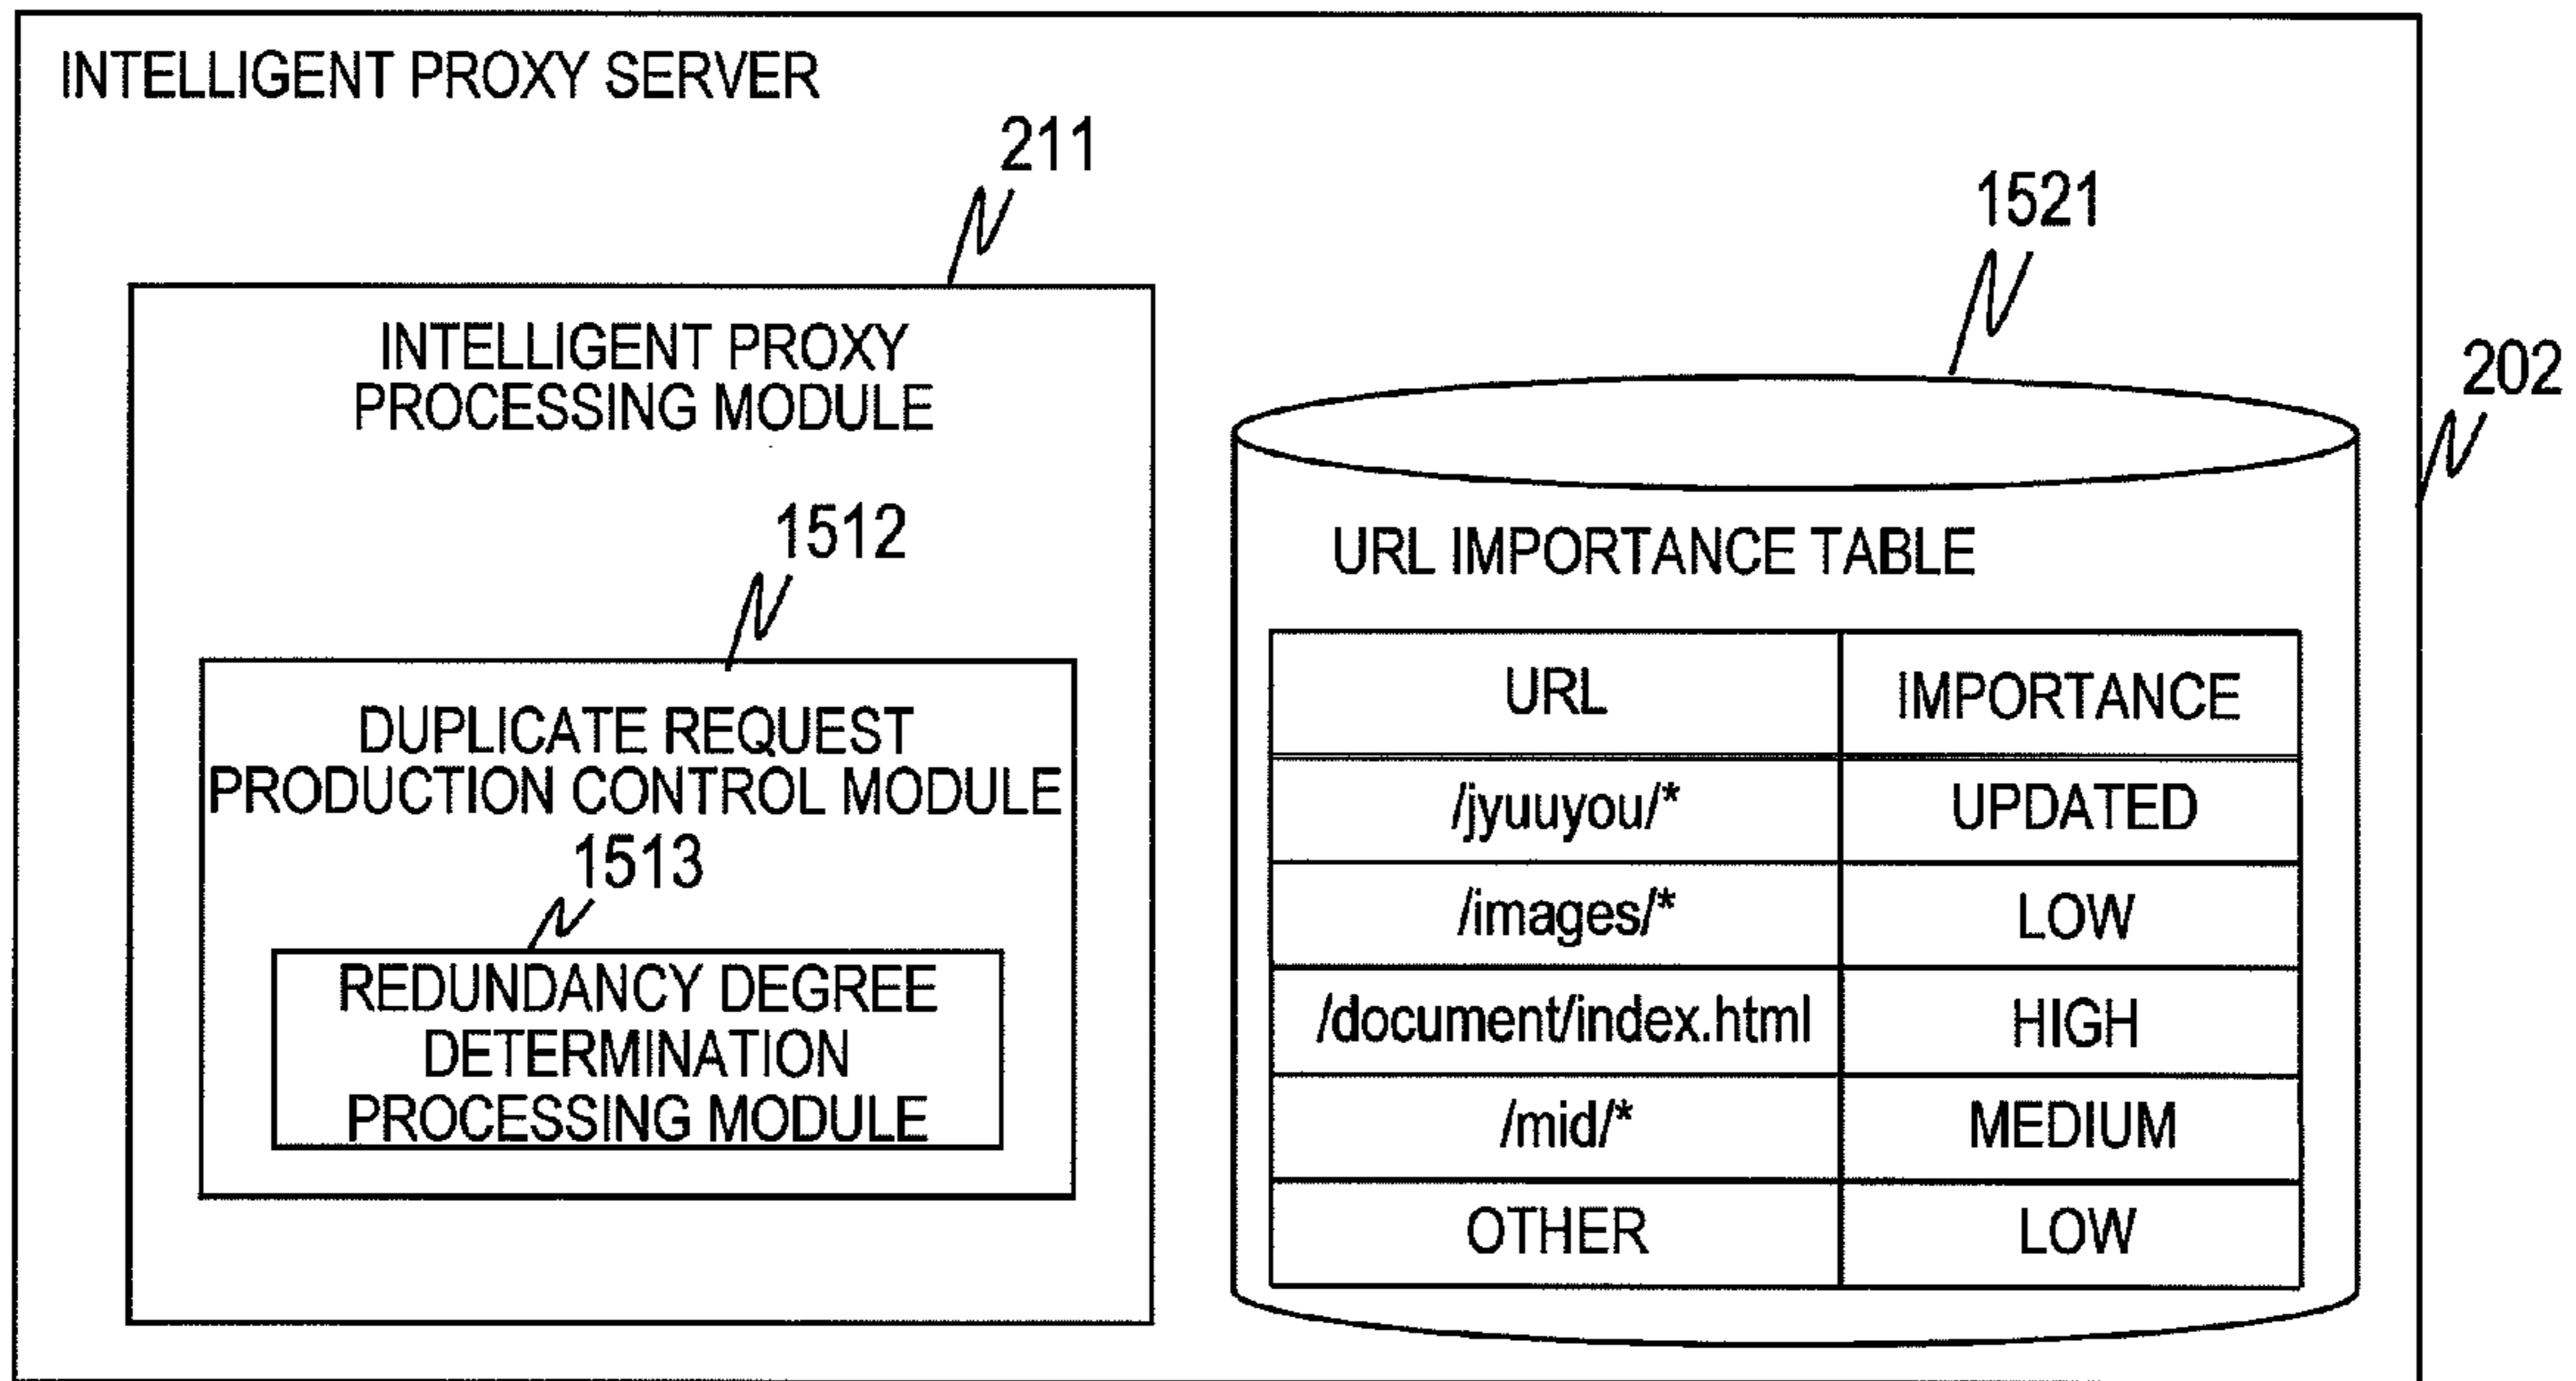 INTELLIGENT PROXY SERVER
211
1521
202
INTELLIGENT PROXY
PROCESSING MODULE
1512
DUPLICATE REQUEST
PRODUCTION CONTROL MODULE
1513
REDUNDANCY DEGREE
DETERMINATION
PROCESSING MODULE
URL IMPORTANCE TABLE
URL IMPORTANCE
/jyuuyou/* UPDATED
/images/* LOW
/document/index.html HIGH
/mid/* MEDIUM
OTHER LOW